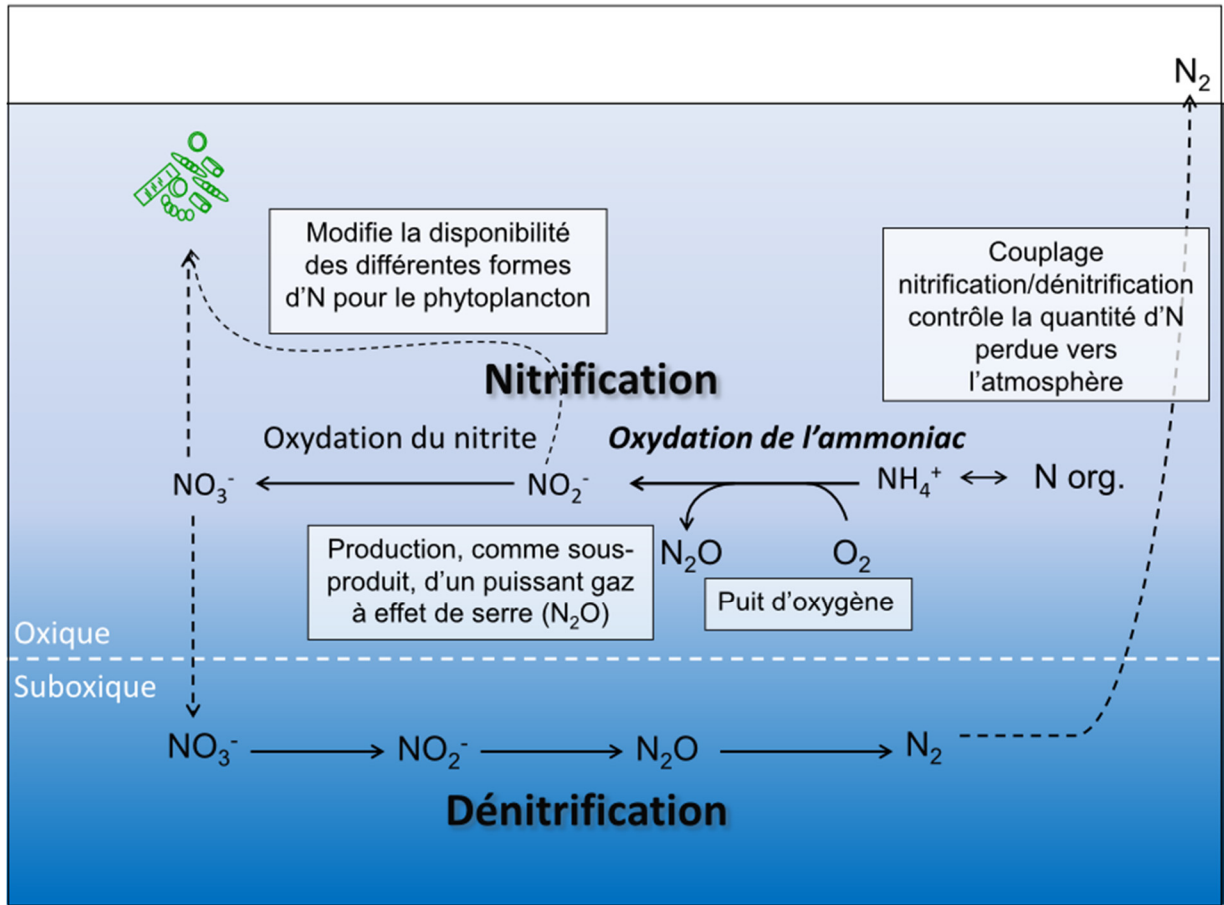 N₂
Modifie la disponibilité
des différentes formes
d’N pour le phytoplancton
Couplage
nitrification/dénitrification
contrôle la quantité d’N
perdue vers
l’atmosphère
Nitrification
Oxydation du nitrite
Oxydation de l’ammoniac
NO₃⁻
NO₂⁻
NH₄⁺
N org.
N₂O
O₂
Production, comme sous-
produit, d’un puissant gaz
à effet de serre (N₂O)
Puit d’oxygène
Oxique
Suboxique
NO₃⁻
NO₂⁻
N₂O
N₂
Dénitrification